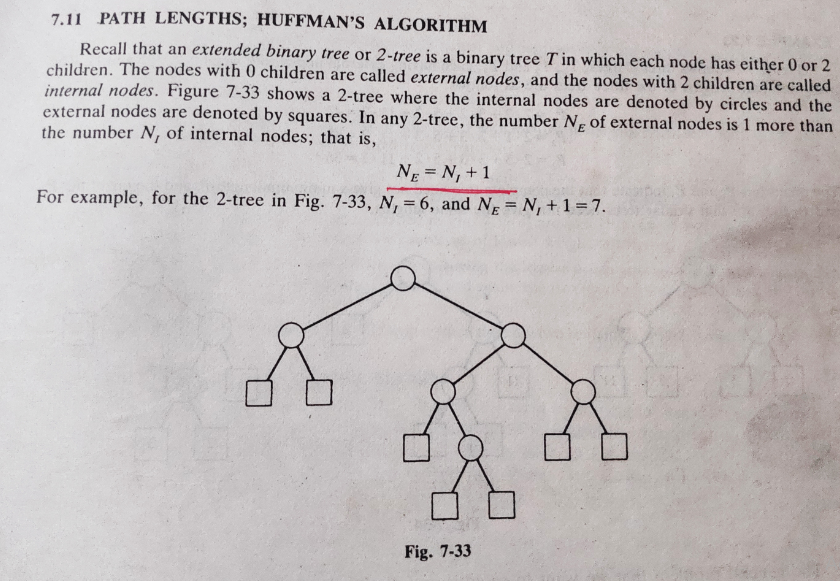 7.11 PATH LENGTHS; HUFFMAN'S ALGORITHM
Recall that an extended binary tree or 2-tree is a binary tree T in which each node has either 0 or 2
children. The nodes with 0 children are called external nodes, and the nodes with 2 children are called
internal nodes. Figure 7-33 shows a 2-tree where the internal nodes are denoted by circles and the
external nodes are denoted by squares. In any 2-tree, the number N_E of external nodes is 1 more than
the number N_I of internal nodes; that is,
N_E = N_I + 1
For example, for the 2-tree in Fig. 7-33, N_I = 6, and N_E = N_I + 1 = 7.
Fig. 7-33